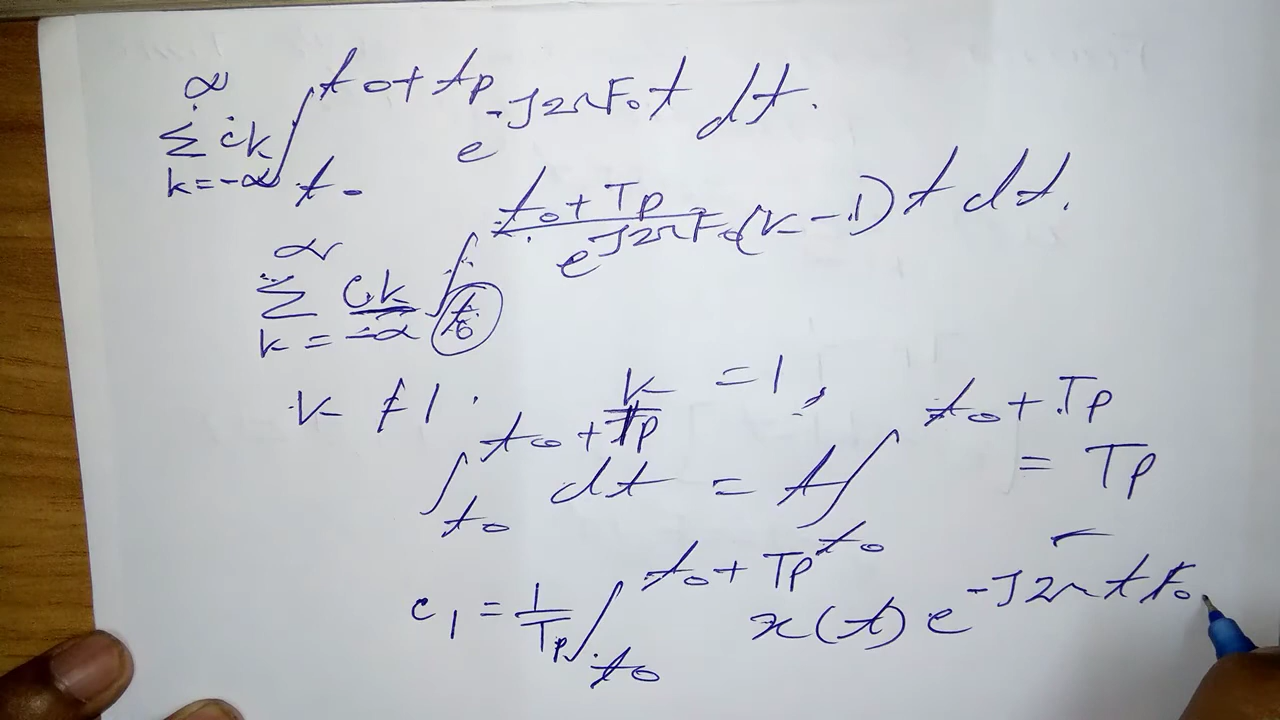 ∞ ∑ k=-∞ ck ∫ t0 t0+tp e^-J2πF0t dt.
∞ ∑ k=-∞ ck ∫ t0 t0+Tp e^J2πF0(k-1)t dt.
k ≠ 1. k = 1,
∫ t0 t0+Tp dt = t∫ t0 t0+Tp = Tp
c1 = 1/Tp ∫ t0 t0+Tp x(t) e^-J2πtF0